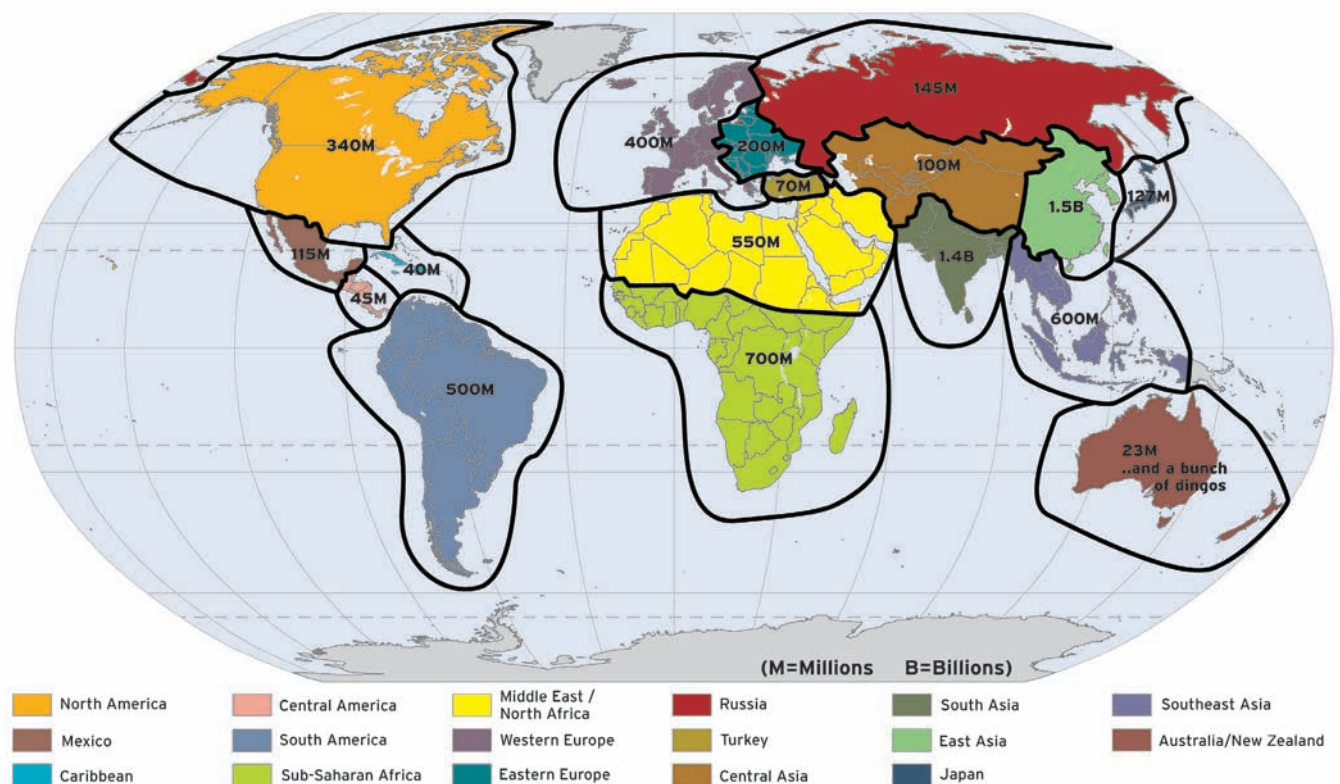 145M
340M
400M
200M
100M
70M
127M
1.5B
550M
115M
1.4B
40M
45M
600M
700M
500M
23M
..and a bunch
of dingos
(M=Millions B=Billions)
North America
Central America
Middle East /
North Africa
Russia
South Asia
Southeast Asia
Mexico
South America
Western Europe
Turkey
East Asia
Australia/New Zealand
Caribbean
Sub-Saharan Africa
Eastern Europe
Central Asia
Japan